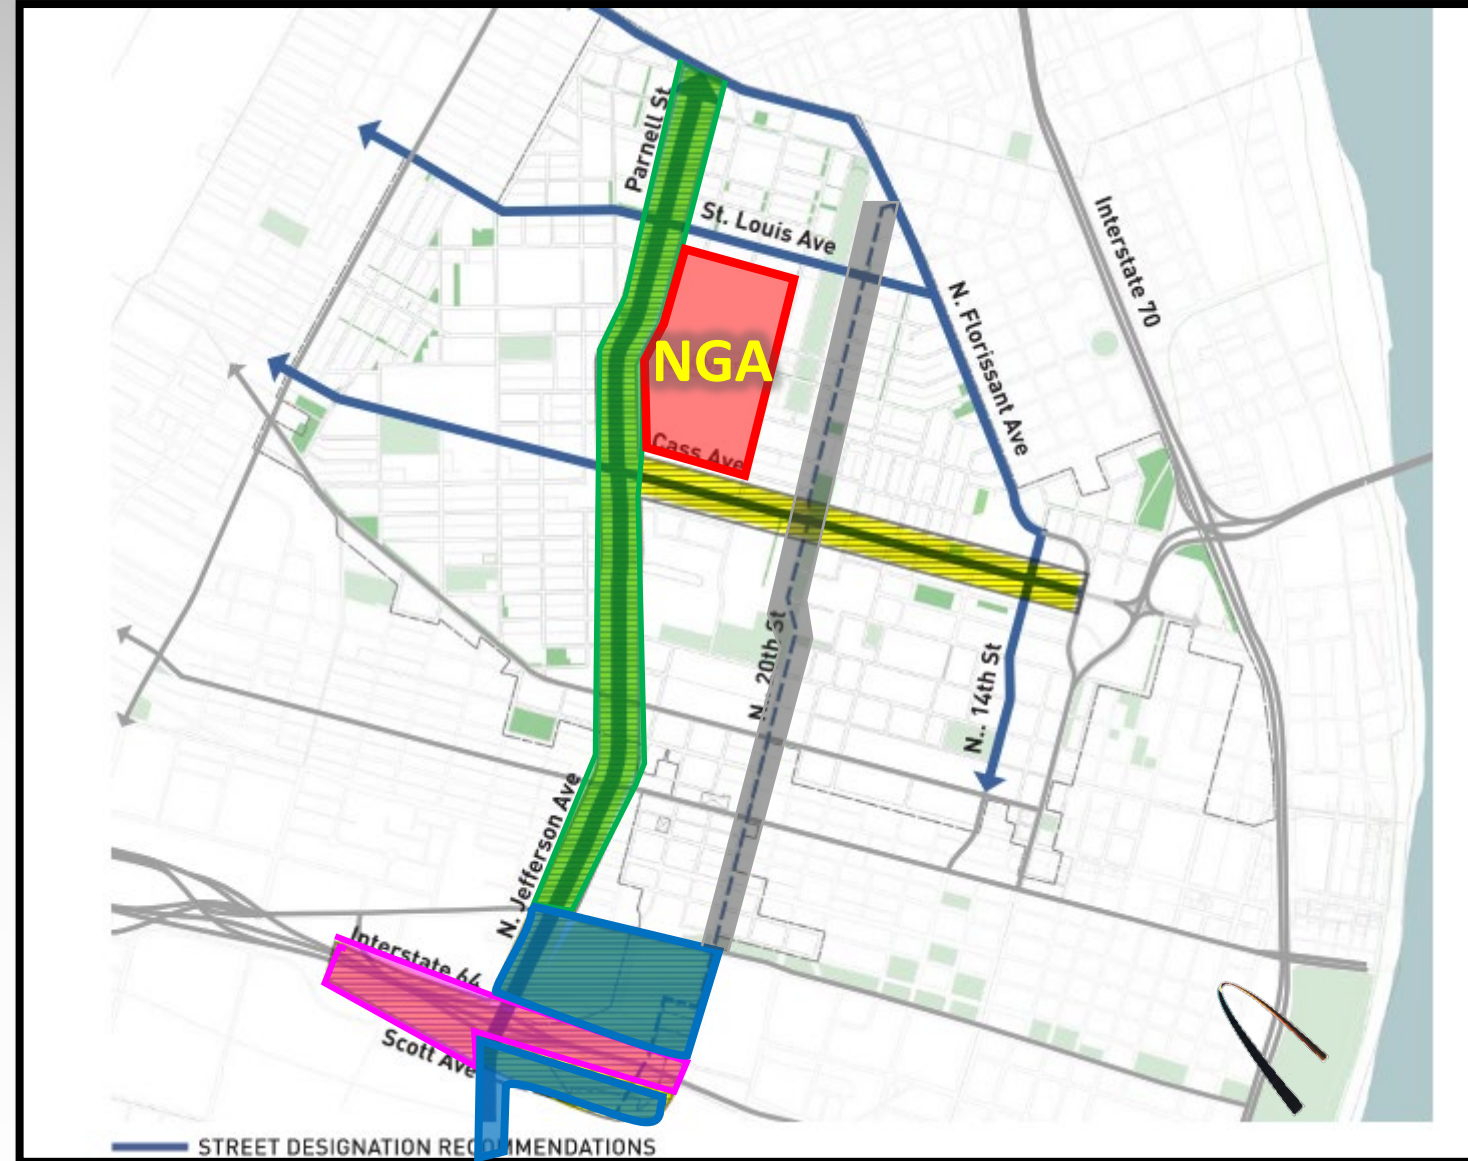 Parnell St
St. Louis Ave
Interstate 70
N. Florissant Ave
NGA
Cass Ave
N.. 20th St
N.. 14th St
N. Jefferson Ave
Interstate 64
Scott Ave
STREET DESIGNATION RECOMMENDATIONS